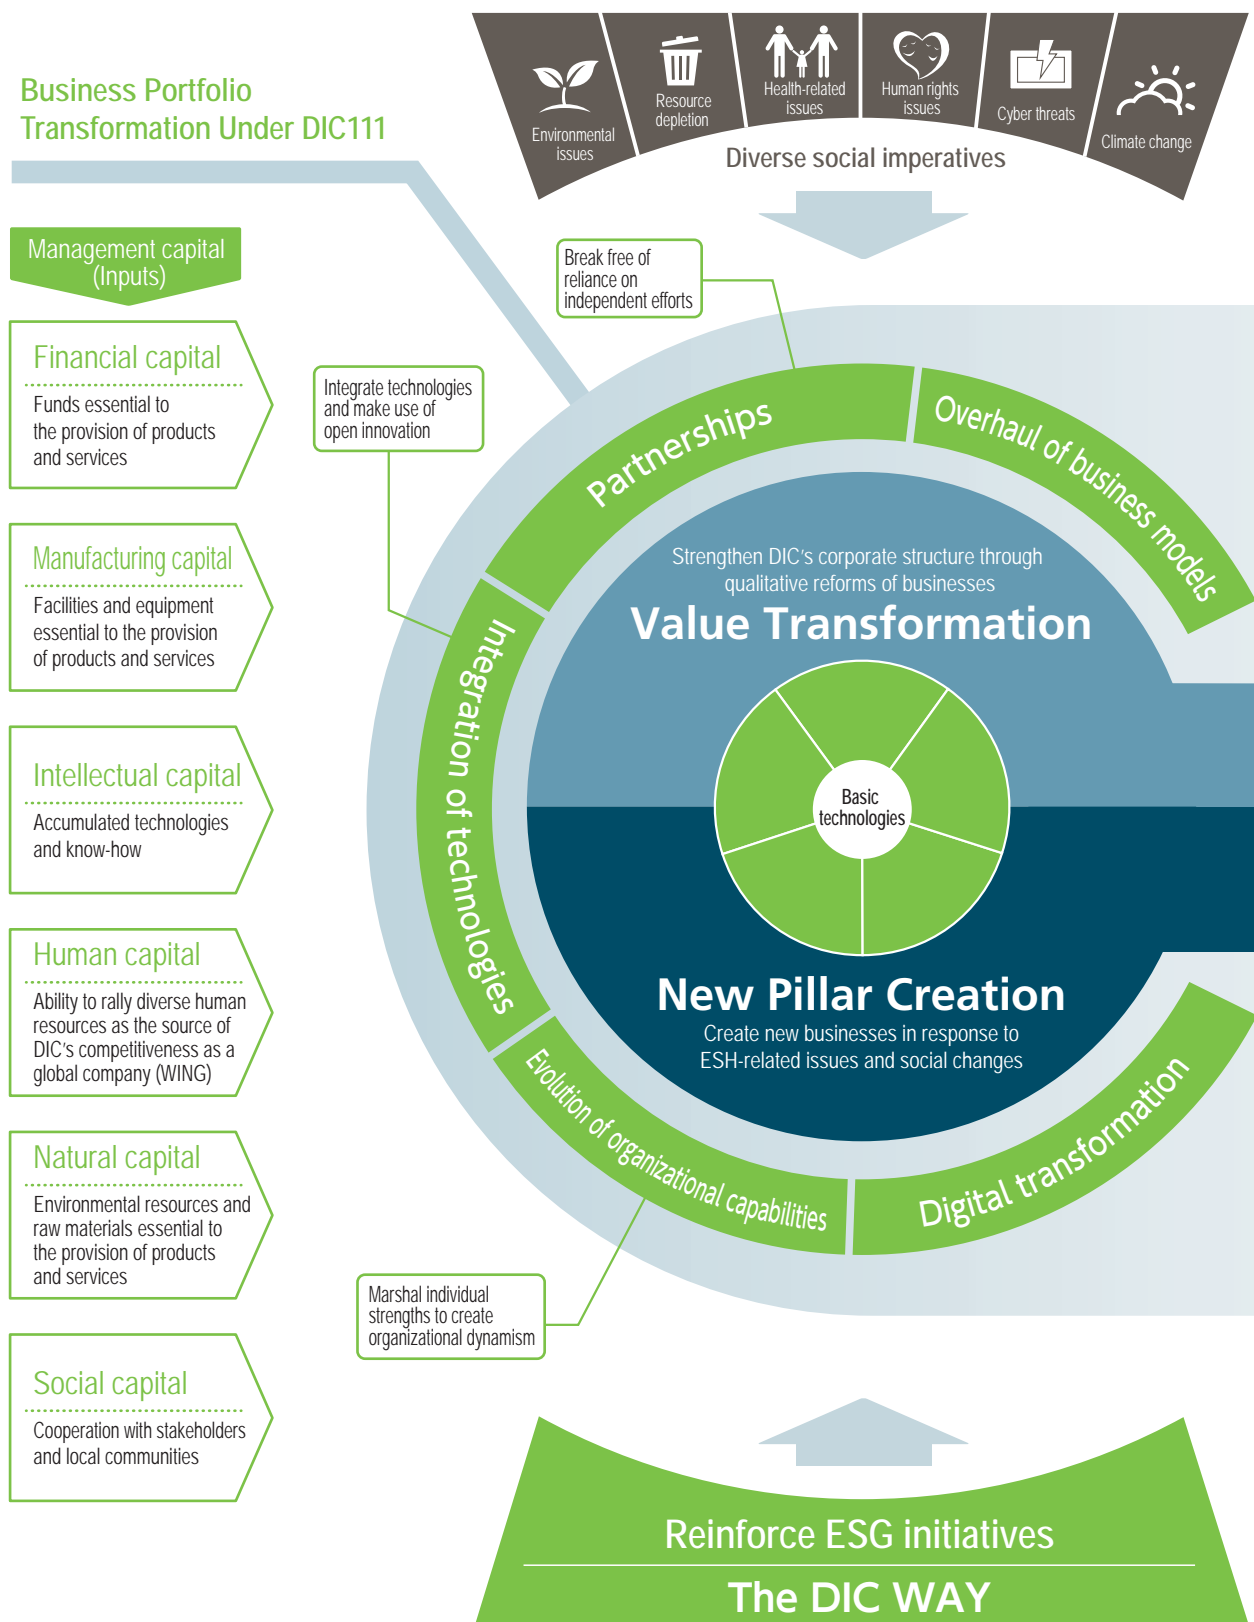 Business Portfolio
Transformation Under DIC111
Environmental
issues
Resource
depletion
Health-related
issues
Human rights
issues
Cyber threats
Climate change
Diverse social imperatives
Management capital
(Inputs)
Financial capital
Funds essential to
the provision of products
and services
Manufacturing capital
Facilities and equipment
essential to the provision
of products and services
Intellectual capital
Accumulated technologies
and know-how
Human capital
Ability to rally diverse human
resources as the source of
DIC's competitiveness as a
global company (WING)
Natural capital
Environmental resources and
raw materials essential to
the provision of products
and services
Social capital
Cooperation with stakeholders
and local communities
Break free of
reliance on
independent efforts
Integrate technologies
and make use of
open innovation
Partnerships
Overhaul of business models
Integration of technologies
Strengthen DIC's corporate structure through
qualitative reforms of businesses
Value Transformation
Basic
technologies
New Pillar Creation
Create new businesses in response to
ESH-related issues and social changes
Evolution of organizational capabilities
Digital transformation
Marshal individual
strengths to create
organizational dynamism
Reinforce ESG initiatives
The DIC WAY